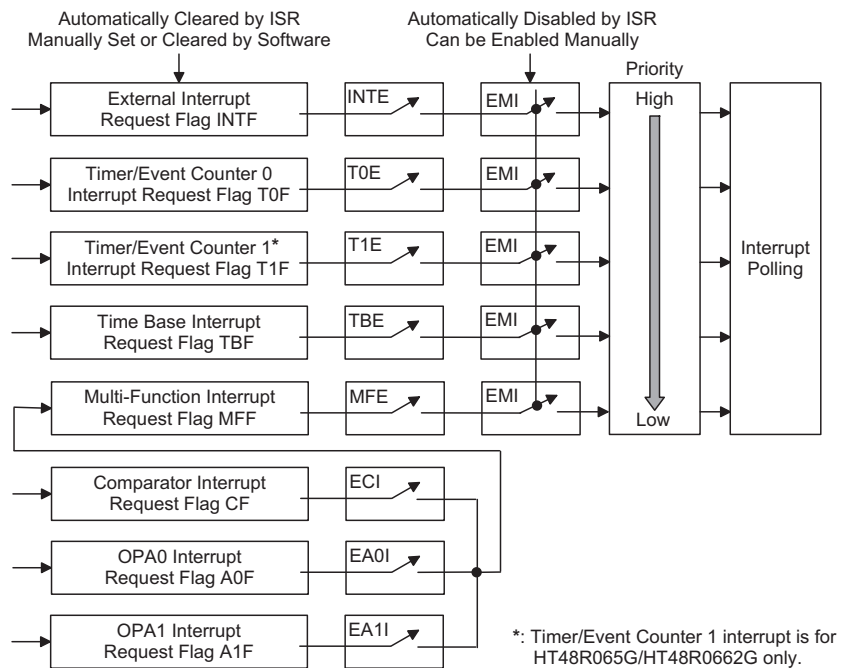 Automatically Cleared by ISR
Manually Set or Cleared by Software
Automatically Disabled by ISR
Can be Enabled Manually
Priority
External Interrupt
Request Flag INTF
INTE
EMI
High
Timer/Event Counter 0
Interrupt Request Flag T0F
T0E
EMI
Timer/Event Counter 1*
Interrupt Request Flag T1F
T1E
EMI
Interrupt
Polling
Time Base Interrupt
Request Flag TBF
TBE
EMI
Multi-Function Interrupt
Request Flag MFF
MFE
EMI
Low
Comparator Interrupt
Request Flag CF
ECI
OPA0 Interrupt
Request Flag A0F
EA0I
OPA1 Interrupt
Request Flag A1F
EA1I
*: Timer/Event Counter 1 interrupt is for
HT48R065G/HT48R0662G only.